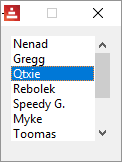 Nenad
Gregg
Qtxie
Rebolek
Speedy G.
Myke
Toomas